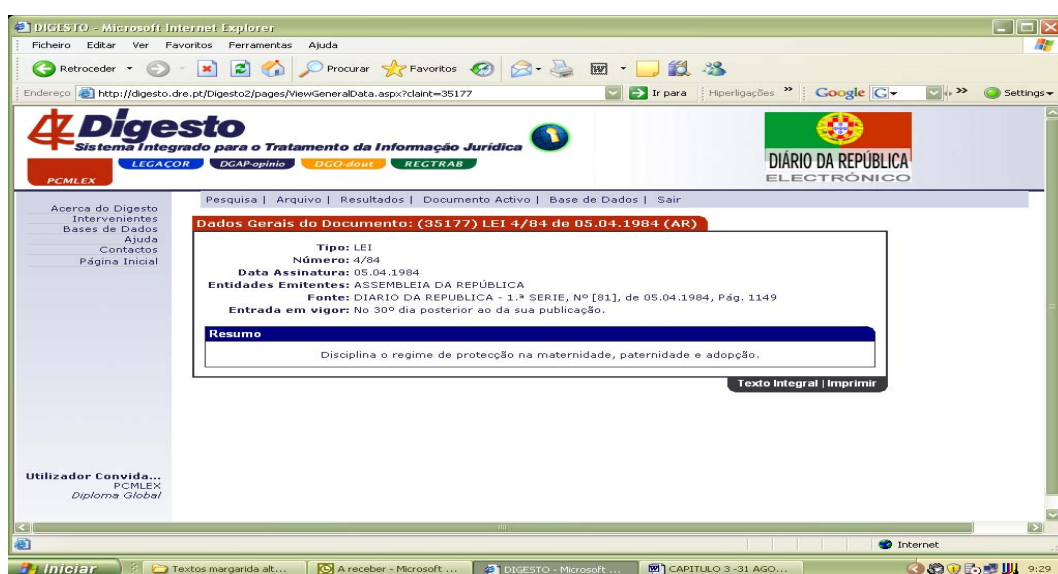 DIGESTO - Microsoft Internet Explorer
Ficheiro Editar Ver Favoritos Ferramentas Ajuda
Retroceder Procurar Favoritos
Endereço http://digesto.dre.pt/Digesto2/pages/ViewGeneralData.aspx?claint=35177 Ir para Hiperligações » Google G Settings
Digesto
Sistema Integrado para o Tratamento da Informação Jurídica
LEGAÇOR DGAP-opinio DGO-dout REGTRAB
PCMLEX
DIÁRIO DA REPÚBLICA
ELECTRÓNICO
Pesquisa | Arquivo | Resultados | Documento Activo | Base de Dados | Sair
Acerca do Digesto
Intervenientes
Bases de Dados
Ajuda
Contactos
Página Inicial
Dados Gerais do Documento: (35177) LEI 4/84 de 05.04.1984 (AR)
Tipo: LEI
Número: 4/84
Data Assinatura: 05.04.1984
Entidades Emitentes: ASSEMBLEIA DA REPÚBLICA
Fonte: DIARIO DA REPUBLICA - 1.ª SERIE, Nº [81], de 05.04.1984, Pág. 1149
Entrada em vigor: No 30º dia posterior ao da sua publicação.
Resumo
Disciplina o regime de protecção na maternidade, paternidade e adopção.
Texto Integral | Imprimir
Utilizador Convida...
PCMLEX
Diploma Global
Internet
Iniciar Textos margarida alt... A receber - Microsoft ... DIGESTO - Microsoft ... CAPITULO 3 -31 AGO... 9:29